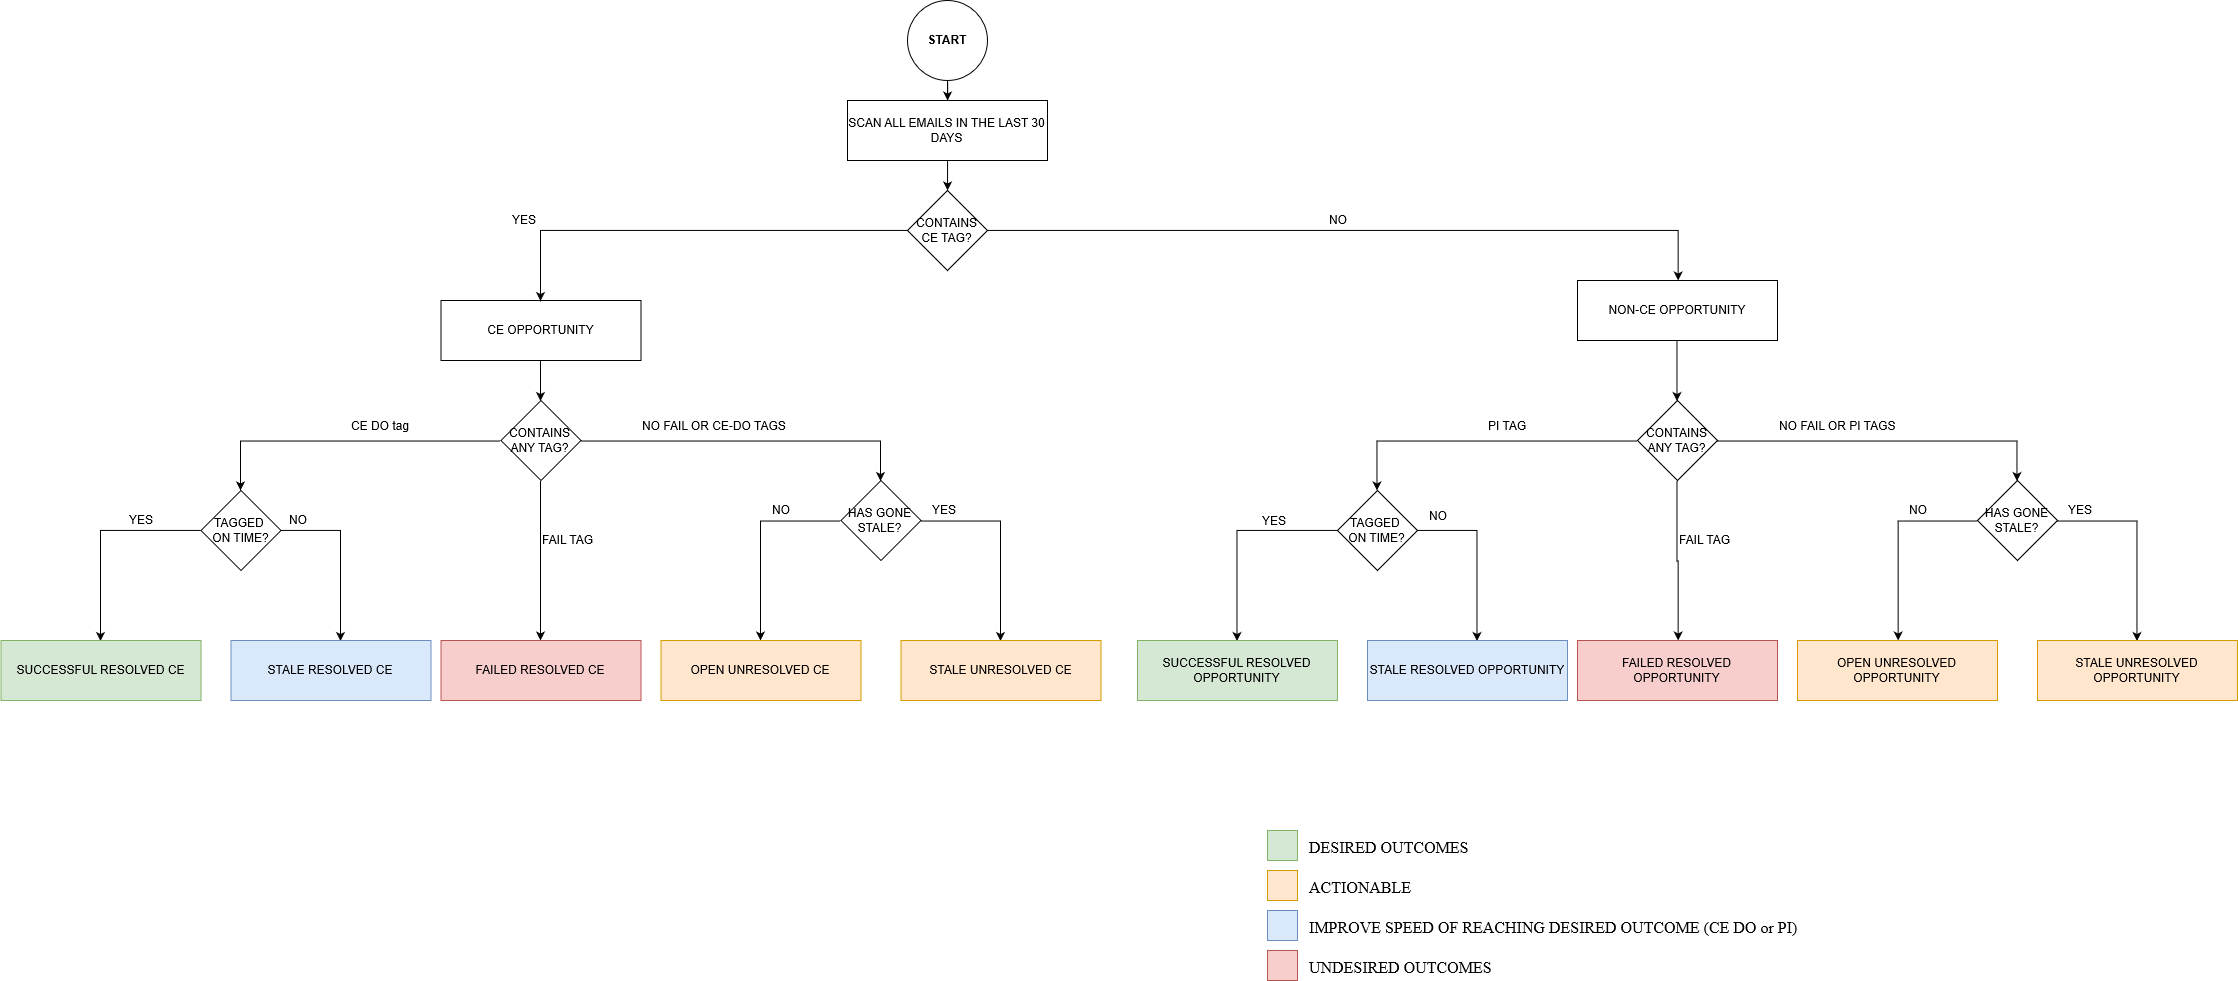 START
SCAN ALL EMAILS IN THE LAST 30
DAYS
CONTAINS
CE TAG?
YES
NO
CE OPPORTUNITY
NON-CE OPPORTUNITY
CE DO tag
CONTAINS
ANY TAG?
NO FAIL OR CE-DO TAGS
PI TAG
CONTAINS
ANY TAG?
NO FAIL OR PI TAGS
YES
TAGGED
ON TIME?
NO
FAIL TAG
NO
HAS GONE
STALE?
YES
YES
TAGGED
ON TIME?
NO
FAIL TAG
NO
HAS GONE
STALE?
YES
SUCCESSFUL RESOLVED CE
STALE RESOLVED CE
FAILED RESOLVED CE
OPEN UNRESOLVED CE
STALE UNRESOLVED CE
SUCCESSFUL RESOLVED
OPPORTUNITY
STALE RESOLVED OPPORTUNITY
FAILED RESOLVED
OPPORTUNITY
OPEN UNRESOLVED
OPPORTUNITY
STALE UNRESOLVED
OPPORTUNITY
DESIRED OUTCOMES
ACTIONABLE
IMPROVE SPEED OF REACHING DESIRED OUTCOME (CE DO or PI)
UNDESIRED OUTCOMES